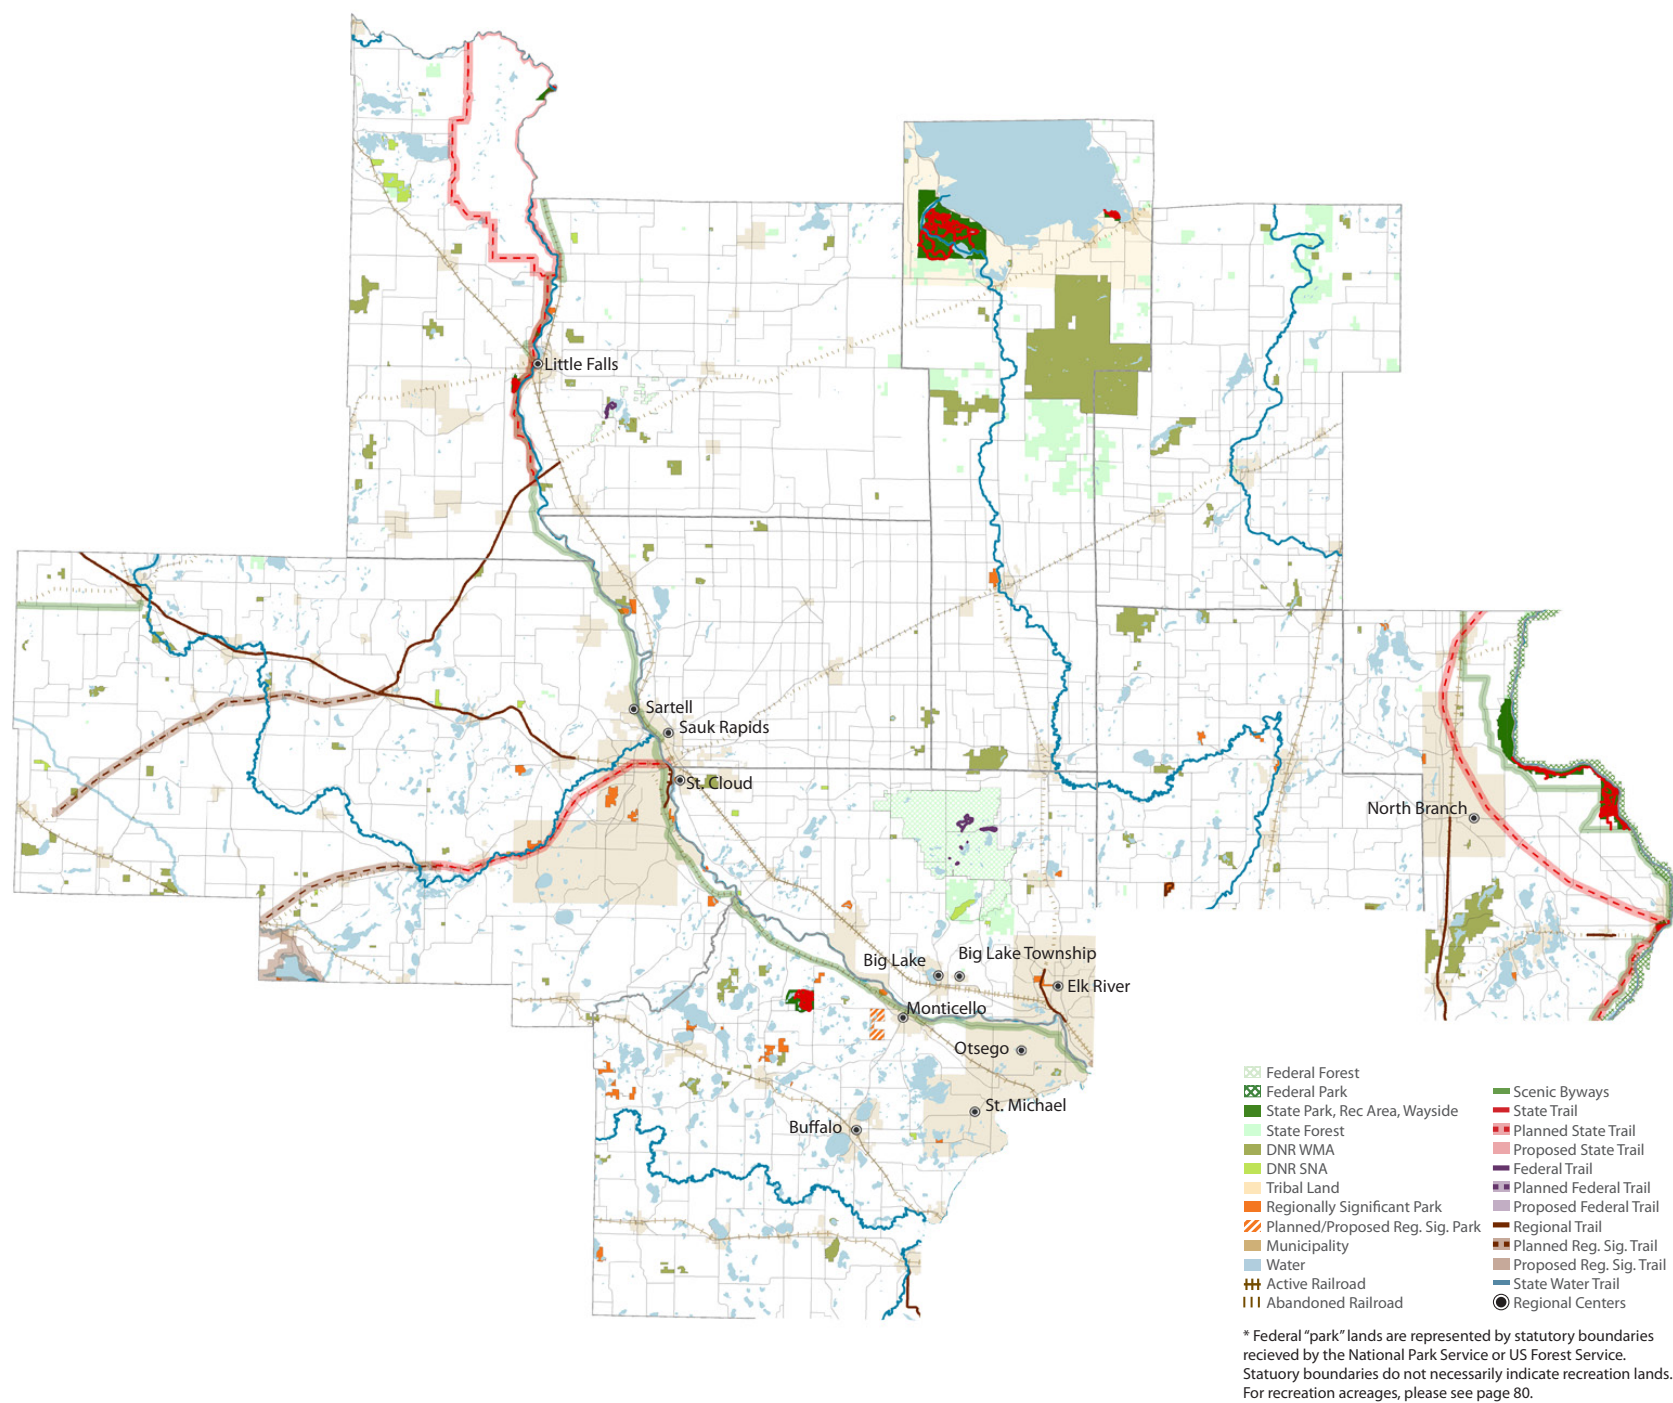 Little Falls
Sartell
Sauk Rapids
St. Cloud
North Branch
Big Lake
Big Lake Township
Elk River
Monticello
Otsego
St. Michael
Buffalo
Federal Forest
Federal Park
State Park, Rec Area, Wayside
State Forest
DNR WMA
DNR SNA
Tribal Land
Regionally Significant Park
Planned/Proposed Reg. Sig. Park
Municipality
Water
Active Railroad
Abandoned Railroad
Scenic Byways
State Trail
Planned State Trail
Proposed State Trail
Federal Trail
Planned Federal Trail
Proposed Federal Trail
Regional Trail
Planned Reg. Sig. Trail
Proposed Reg. Sig. Trail
State Water Trail
Regional Centers
* Federal “park” lands are represented by statutory boundaries
recieved by the National Park Service or US Forest Service.
Statuory boundaries do not necessarily indicate recreation lands.
For recreation acreages, please see page 80.